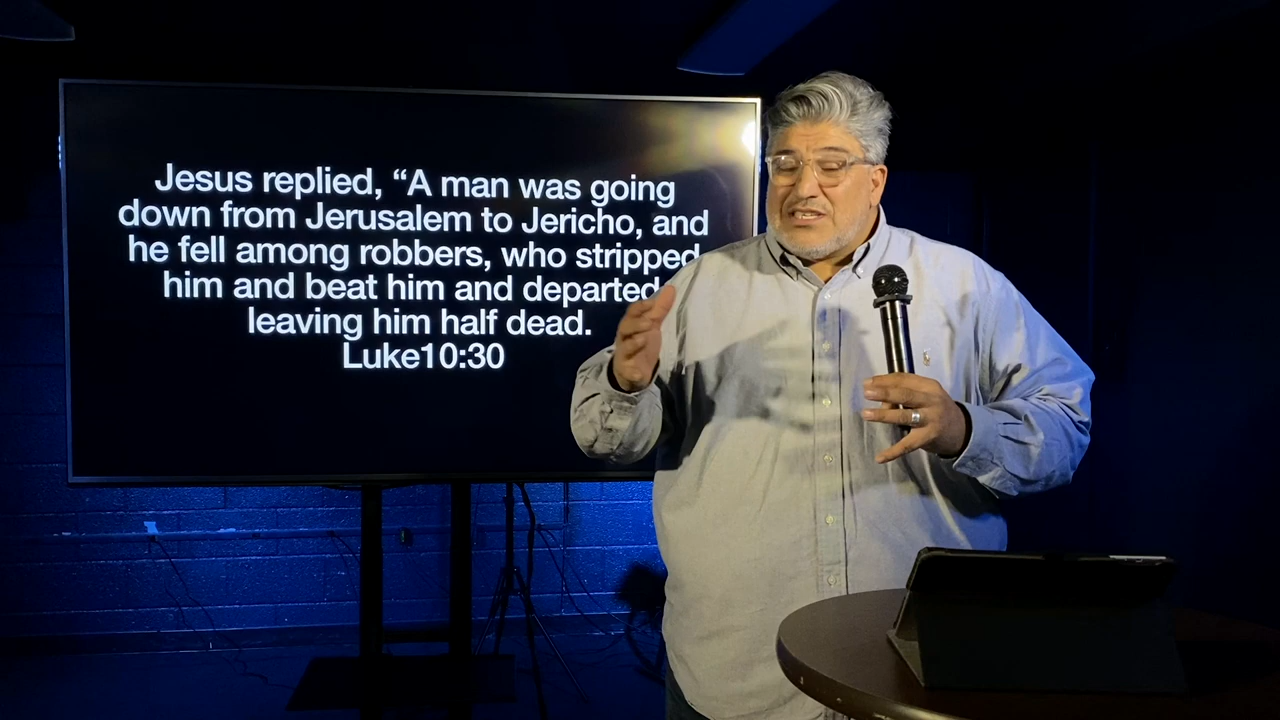 Jesus replied, “A man was going
down from Jerusalem to Jericho, and
he fell among robbers, who stripped
him and beat him and departed
leaving him half dead.
Luke10:30